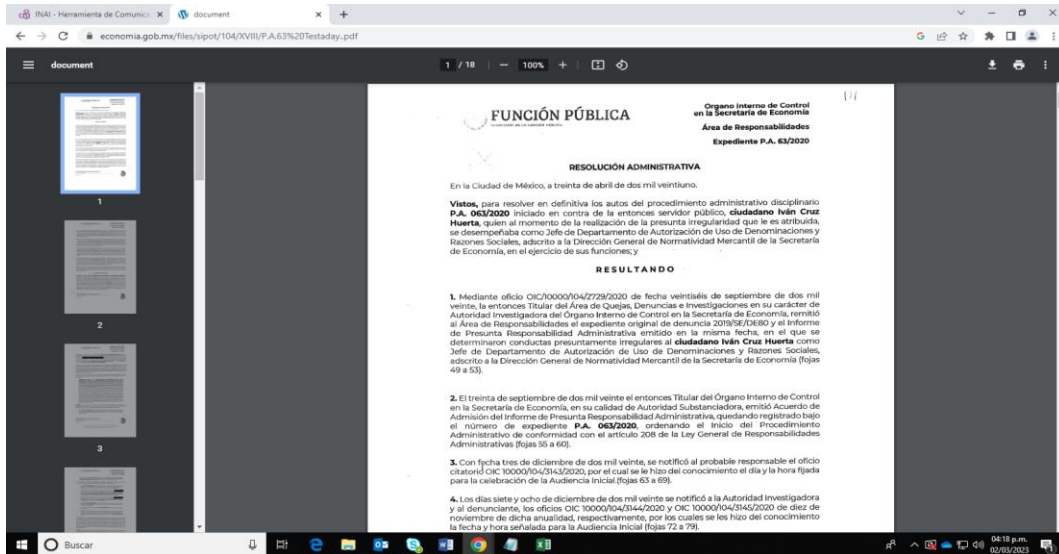 INAI - Herramienta de Comunica
document
economia.gob.mx/files/sipot/104/XVIII/P.A.63%20Testaday_.pdf
document
1 / 18
100%
1
2
3
FUNCIÓN PÚBLICA
Organo Interno de Control
en la Secretaría de Economía
Área de Responsabilidades
Expediente P.A. 63/2020
RESOLUCIÓN ADMINISTRATIVA
En la Ciudad de México, a treinta de abril de dos mil veintiuno.
Vistos, para resolver en definitiva los autos del procedimiento administrativo disciplinario
P.A. 063/2020 iniciado en contra de la entonces servidor público, ciudadano Iván Cruz
Huerta, quien al momento de la realización de la presunta irregularidad que le es atribuida,
se desempeñaba como Jefe de Departamento de Autorización de Uso de Denominaciones y
Razones Sociales, adscrito a la Dirección General de Normatividad Mercantil de la Secretaría
de Economía, en el ejercicio de sus funciones; y
RESULTANDO
1. Mediante oficio OIC/10000/104/2729/2020 de fecha veintiséis de septiembre de dos mil
veinte, la entonces Titular del Área de Quejas, Denuncias e Investigaciones en su carácter de
Autoridad Investigadora del Órgano Interno de Control en la Secretaría de Economía, remitió
al Área de Responsabilidades el expediente original de denuncia 2019/SE/DE80 y el Informe
de Presunta Responsabilidad Administrativa emitido en la misma fecha, en el que se
determinaron conductas presuntamente irregulares al ciudadano Iván Cruz Huerta como
Jefe de Departamento de Autorización de Uso de Denominaciones y Razones Sociales,
adscrito a la Dirección General de Normatividad Mercantil de la Secretaría de Economía (fojas
49 a 53).
2. El treinta de septiembre de dos mil veinte el entonces Titular del Órgano Interno de Control
en la Secretaría de Economía, en su calidad de Autoridad Substanciadora, emitió Acuerdo de
Admisión del Informe de Presunta Responsabilidad Administrativa, quedando registrado bajo
el número de expediente P.A. 063/2020, ordenando el Inicio del Procedimiento
Administrativo de conformidad con el artículo 208 de la Ley General de Responsabilidades
Administrativas (fojas 55 a 60).
3. Con fecha tres de diciembre de dos mil veinte, se notificó al probable responsable el oficio
citatorio OIC 10000/104/3143/2020, por el cual se le hizo del conocimiento el día y la hora fijada
para la celebración de la Audiencia Inicial (fojas 63 a 69).
4. Los días siete y ocho de diciembre de dos mil veinte se notificó a la Autoridad Investigadora
y al denunciante, los oficios OIC 10000/104/3144/2020 y OIC 10000/104/3145/2020 de diez de
noviembre de dicha anualidad, respectivamente, por los cuales se les hizo del conocimiento
la fecha y hora señalada para la Audiencia Inicial (fojas 72 a 79).
Buscar
04:18 p.m.
02/03/2023